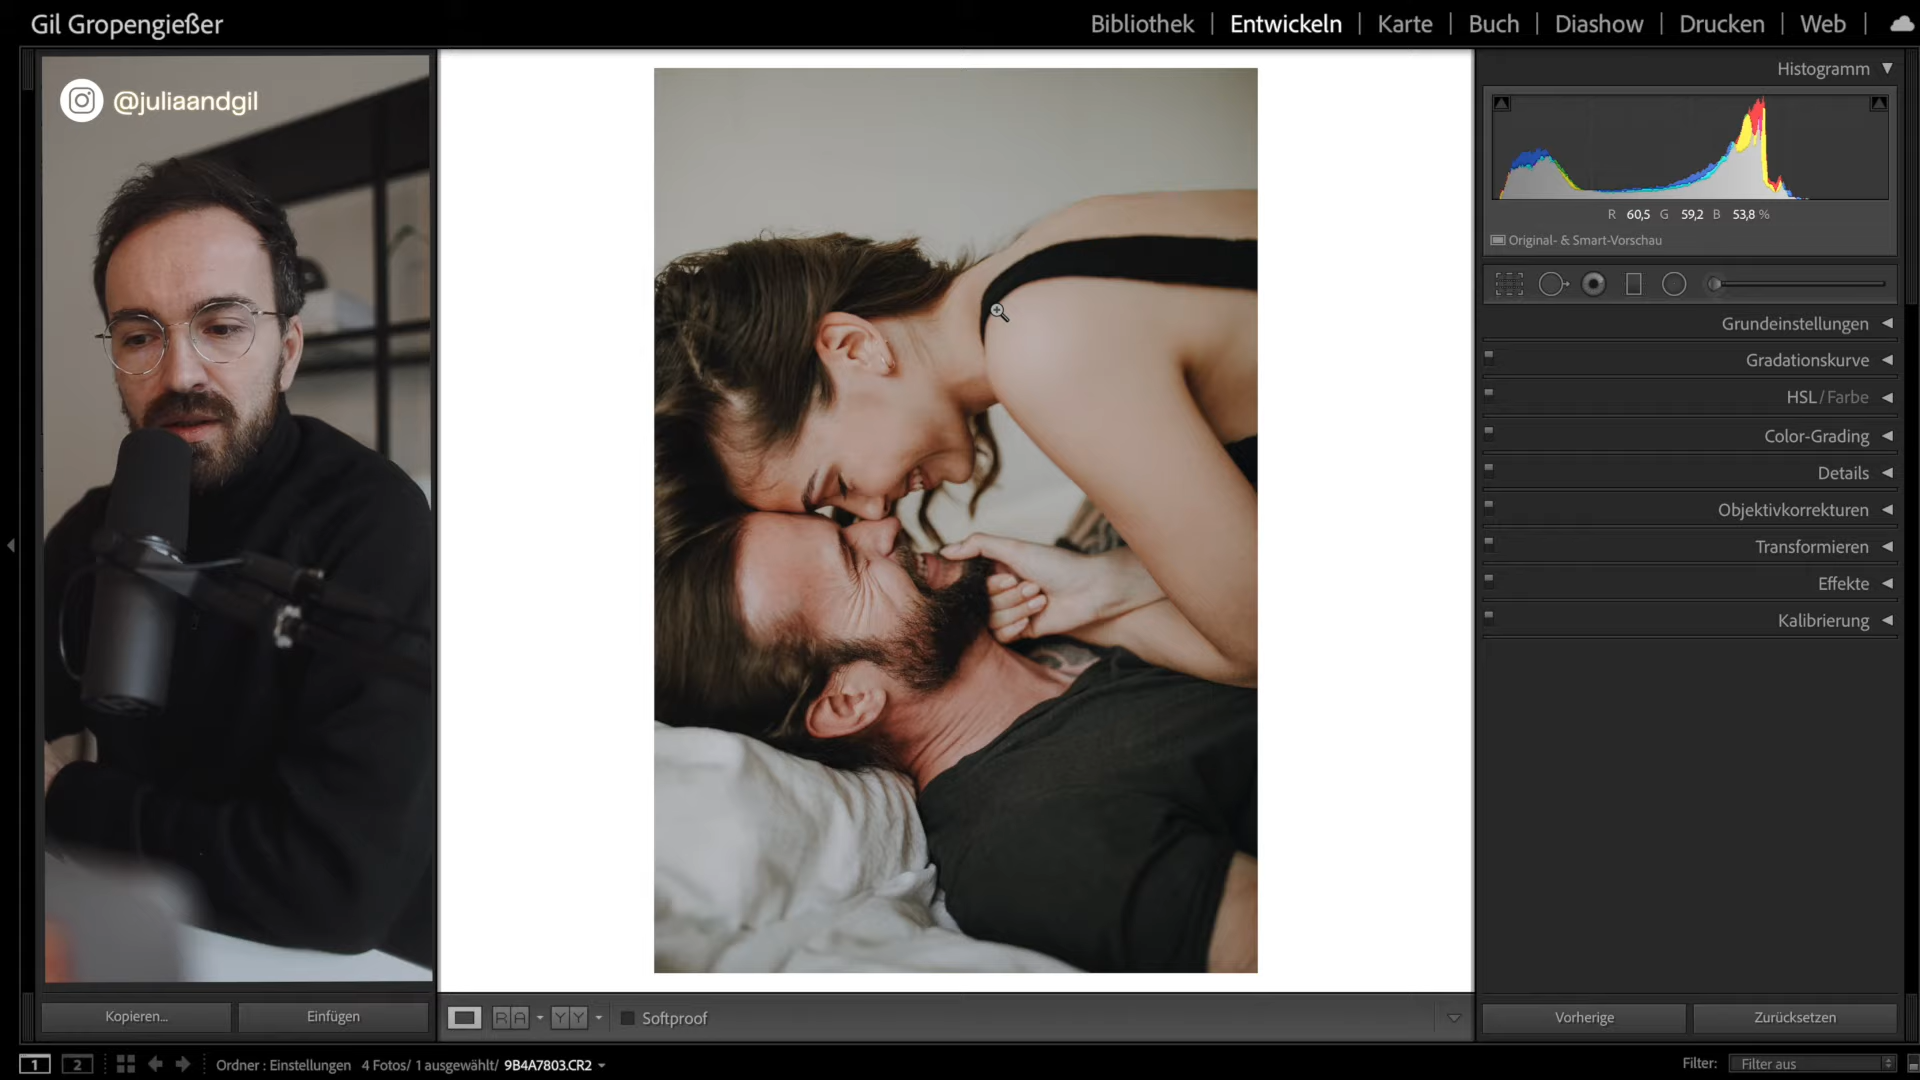 Gil Gropengießer
Bibliothek | Entwickeln | Karte | Buch | Diashow | Drucken | Web
@juliaandgil
Histogramm
R 60,5 G 59,2 B 53,8 %
Original- & Smart-Vorschau
Grundeinstellungen
Gradationskurve
HSL / Farbe
Color-Grading
Details
Objektivkorrekturen
Transformieren
Effekte
Kalibrierung
Kopieren... Einfügen
R A Y Y Softproof
Vorherige Zurücksetzen
1 2 Ordner : Einstellungen 4 Fotos/ 1 ausgewählt/ 9B4A7803.CR2
Filter: Filter aus